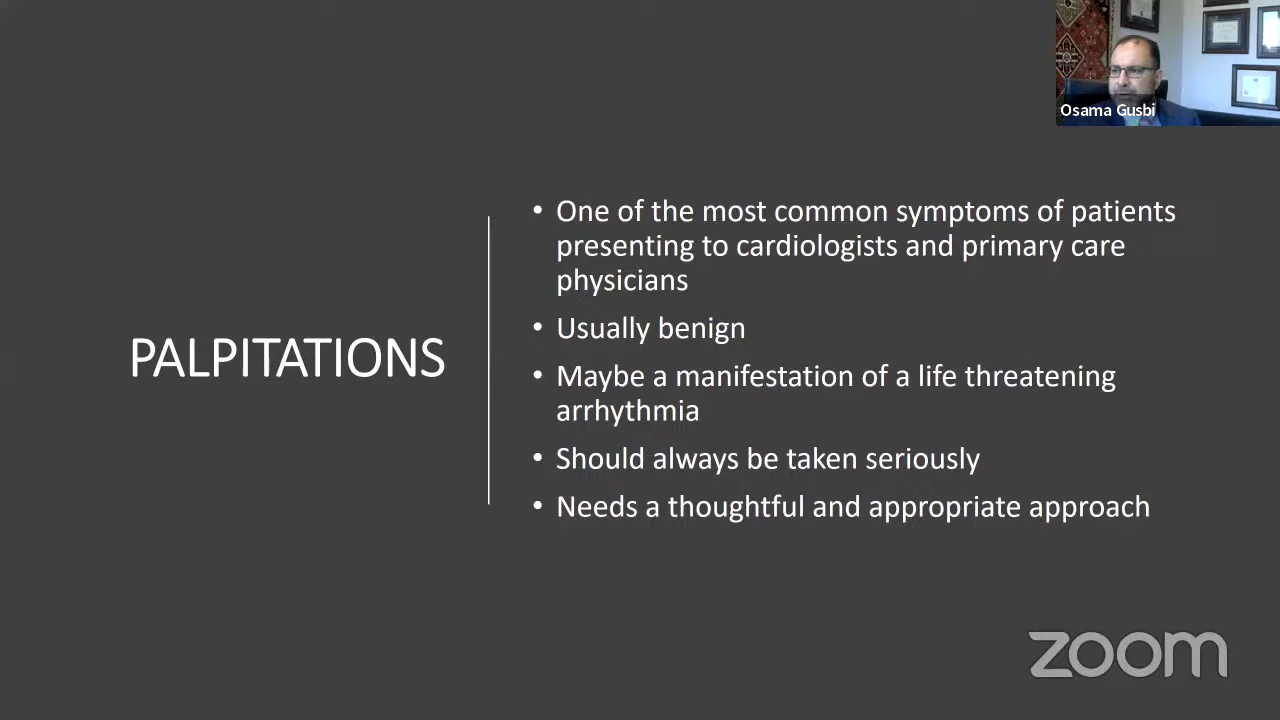 Osama Gusbi
PALPITATIONS
• One of the most common symptoms of patients
presenting to cardiologists and primary care
physicians
• Usually benign
• Maybe a manifestation of a life threatening
arrhythmia
• Should always be taken seriously
• Needs a thoughtful and appropriate approach
zoom